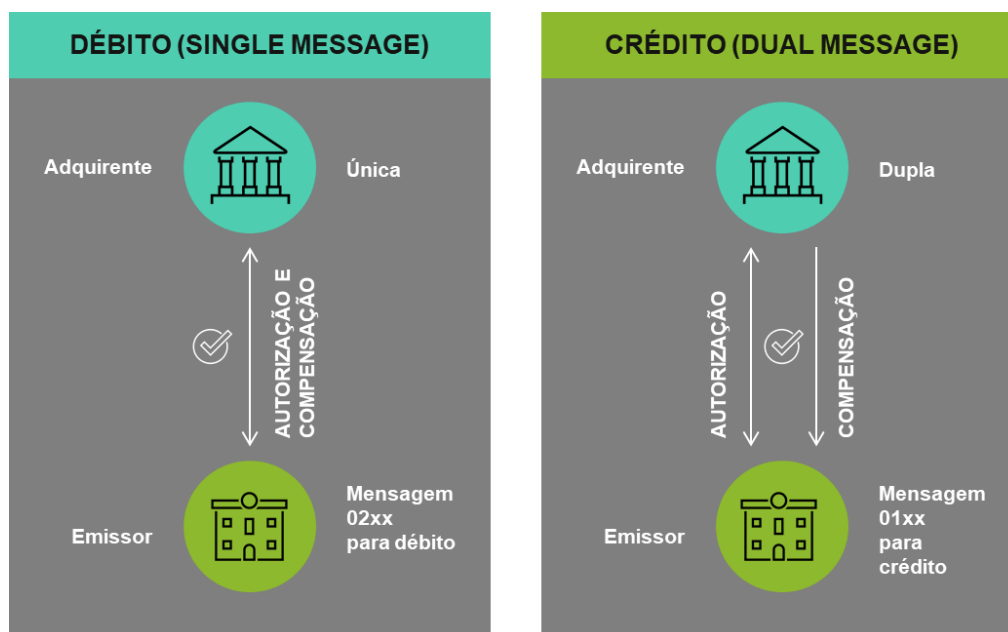 DÉBITO (SINGLE MESSAGE)
Adquirente
Única
AUTORIZAÇÃO E
COMPENSAÇÃO
Emissor
Mensagem
02xx
para débito
CRÉDITO (DUAL MESSAGE)
Adquirente
Dupla
AUTORIZAÇÃO
COMPENSAÇÃO
Emissor
Mensagem
01xx
para
crédito